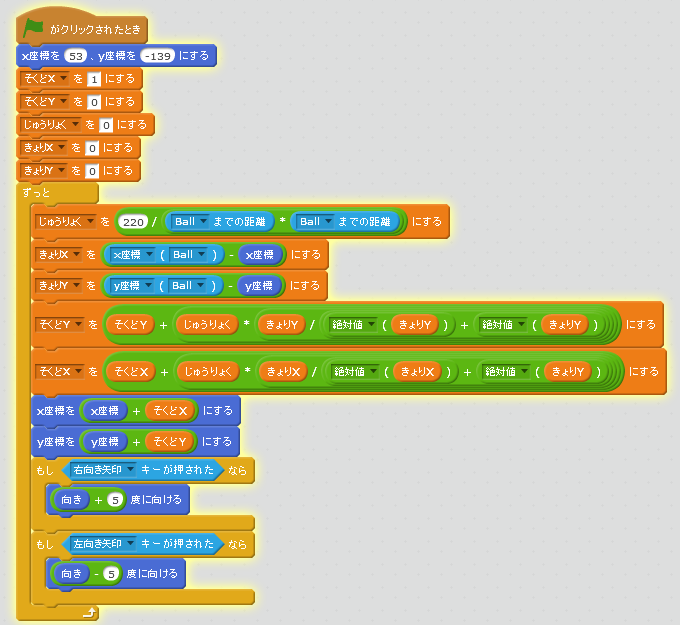 がクリックされたとき
x座標を 53 、y座標を -139 にする
そくどX を 1 にする
そくどY を 0 にする
じゅうりょく を 0 にする
きょりX を 0 にする
きょりY を 0 にする
ずっと
じゅうりょく を 220 / Ball までの距離 * Ball までの距離 にする
きょりX を x座標 ( Ball ) - x座標 にする
きょりY を y座標 ( Ball ) - y座標 にする
そくどY を そくどY + じゅうりょく * きょりY / 絶対値 ( きょりY ) + 絶対値 ( きょりY ) にする
そくどX を そくどX + じゅうりょく * きょりX / 絶対値 ( きょりX ) + 絶対値 ( きょりY ) にする
x座標を x座標 + そくどX にする
y座標を y座標 + そくどY にする
もし 右向き矢印 キーが押された なら
向き + 5 度に向ける
もし 左向き矢印 キーが押された なら
向き - 5 度に向ける